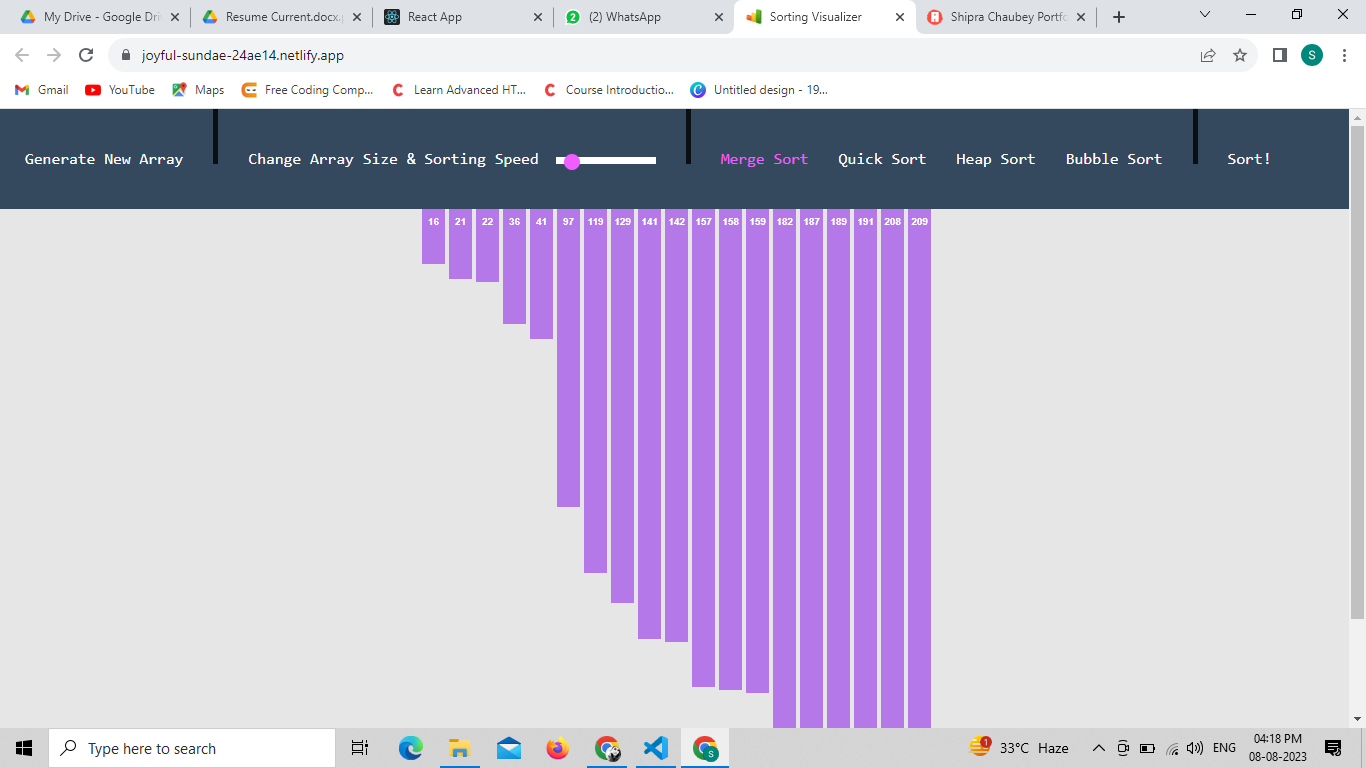 My Drive - Google Dri
Resume Current.docx.
React App
(2) WhatsApp
Sorting Visualizer
Shipra Chaubey Portfo
joyful-sundae-24ae14.netlify.app
S
Gmail
YouTube
Maps
Free Coding Comp...
Learn Advanced HT...
Course Introductio...
Untitled design - 19...
Generate New Array
Change Array Size & Sorting Speed
Merge Sort
Quick Sort
Heap Sort
Bubble Sort
Sort!
16 21 22 36 41 97 119 129 141 142 157 158 159 182 187 189 191 208 209
Type here to search
1
33°C Haze
ENG
04:18 PM
08-08-2023